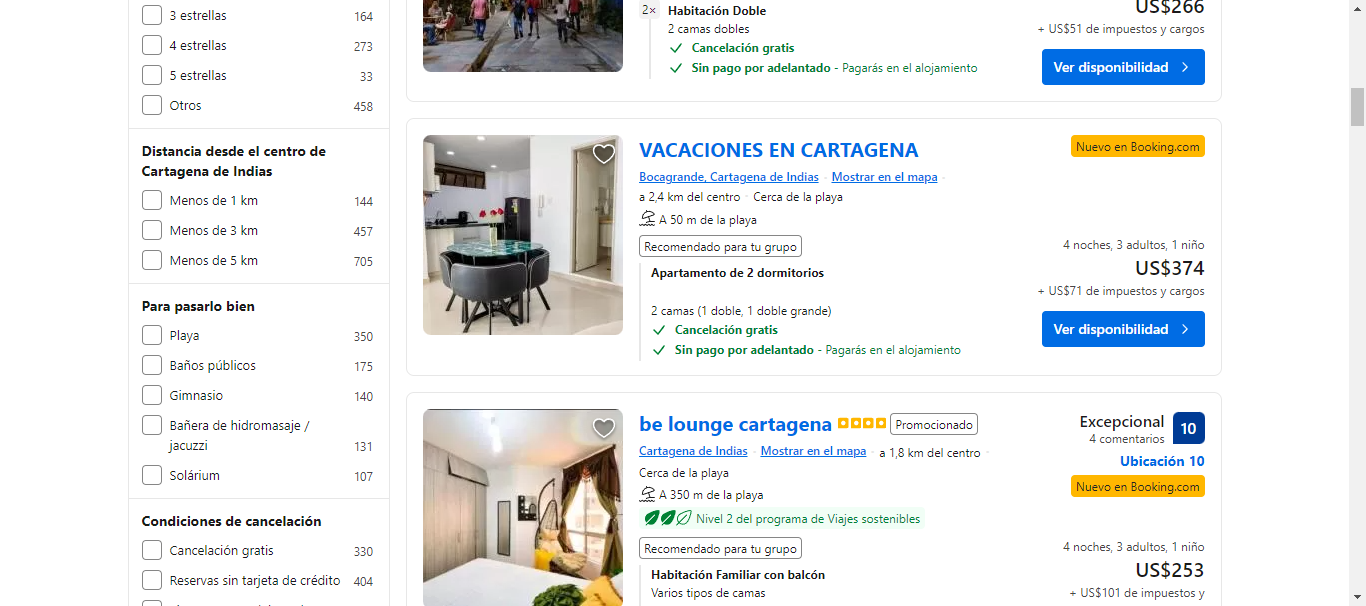 3 estrellas 164
4 estrellas 273
5 estrellas 33
Otros 458
Distancia desde el centro de
Cartagena de Indias
Menos de 1 km 144
Menos de 3 km 457
Menos de 5 km 705
Para pasarlo bien
Playa 350
Baños públicos 175
Gimnasio 140
Bañera de hidromasaje /
jacuzzi 131
Solárium 107
Condiciones de cancelación
Cancelación gratis 330
Reservas sin tarjeta de crédito 404
2× Habitación Doble
2 camas dobles
Cancelación gratis
Sin pago por adelantado - Pagarás en el alojamiento
US$266
+ US$51 de impuestos y cargos
Ver disponibilidad
VACACIONES EN CARTAGENA
Nuevo en Booking.com
Bocagrande, Cartagena de Indias · Mostrar en el mapa ·
a 2,4 km del centro · Cerca de la playa
A 50 m de la playa
Recomendado para tu grupo
Apartamento de 2 dormitorios
2 camas (1 doble, 1 doble grande)
Cancelación gratis
Sin pago por adelantado - Pagarás en el alojamiento
4 noches, 3 adultos, 1 niño
US$374
+ US$71 de impuestos y cargos
Ver disponibilidad
be lounge cartagena Promocionado
Cartagena de Indias · Mostrar en el mapa · a 1,8 km del centro ·
Cerca de la playa
A 350 m de la playa
Nivel 2 del programa de Viajes sostenibles
Recomendado para tu grupo
Habitación Familiar con balcón
Varios tipos de camas
Excepcional 10
4 comentarios
Ubicación 10
Nuevo en Booking.com
4 noches, 3 adultos, 1 niño
US$253
+ US$101 de impuestos y